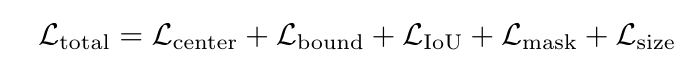 ℒ_total = ℒ_center + ℒ_bound + ℒ_IoU + ℒ_mask + ℒ_size